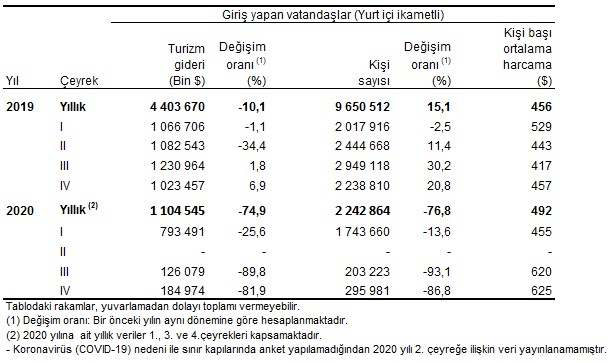 Giriş yapan vatandaşlar (Yurt içi ikametli)
Turizm Değişim Değişim Kişi başı
gideri oranı (1) Kişi oranı (1) ortalama
(Bin $) (%) sayısı (%) harcama
Yıl Çeyrek ($)
2019 Yıllık 4 403 670 -10,1 9 650 512 15,1 456
I 1 066 706 -1,1 2 017 916 -2,5 529
II 1 082 543 -34,4 2 444 668 11,4 443
III 1 230 964 1,8 2 949 118 30,2 417
IV 1 023 457 6,9 2 238 810 20,8 457
2020 Yıllık (2) 1 104 545 -74,9 2 242 864 -76,8 492
I 793 491 -25,6 1 743 660 -13,6 455
II - - - - -
III 126 079 -89,8 203 223 -93,1 620
IV 184 974 -81,9 295 981 -86,8 625
Tablodaki rakamlar, yuvarlamadan dolayı toplamı vermeyebilir.
(1) Değişim oranı: Bir önceki yılın aynı dönemine göre hesaplanmaktadır.
(2) 2020 yılına ait yıllık veriler 1., 3. ve 4.çeyrekleri kapsamaktadır.
- Koronavirüs (COVID-19) nedeni ile sınır kapılarında anket yapılamadığından 2020 yılı 2. çeyreğe ilişkin veri yayınlanamamıştır.